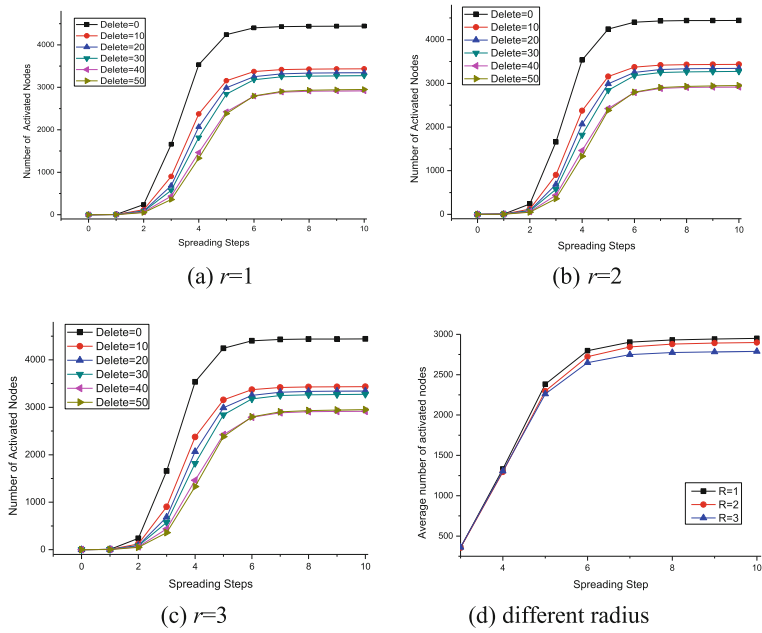 Delete=0
Delete=10
Delete=20
Delete=30
Delete=40
Delete=50
4000
3000
2000
1000
0
Number of Activated Nodes
0 2 4 6 8 10
Spreading Steps
(a) r=1
Delete=0
Delete=10
Delete=20
Delete=30
Delete=40
Delete=50
4000
3000
2000
1000
0
Number of Activated Nodes
0 2 4 6 8 10
Spreading Steps
(b) r=2
Delete=0
Delete=10
Delete=20
Delete=30
Delete=40
Delete=50
4000
3000
2000
1000
0
Number of Activated Nodes
0 2 4 6 8 10
Spreading Steps
(c) r=3
3000
2500
2000
1500
1000
500
Average number of activated nodes
R=1
R=2
R=3
4 6 8 10
Spreading Step
(d) different radius